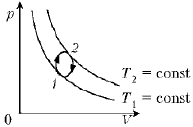 p
2
1
T₂ = const
T₁ = const
0
V